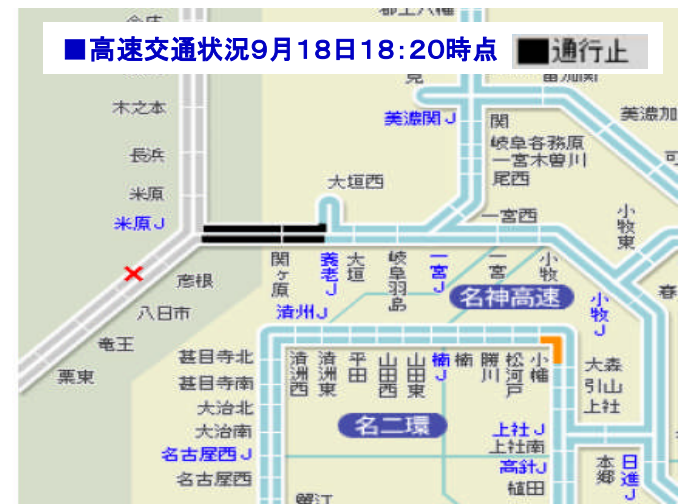 ■高速交通状況9月18日18:20時点
■通行止
木之本
長浜
米原
米原J
彦根
八日市
竜王
栗東
美濃関J
関
岐阜各務原
一宮木曽川
尾西
美濃加
可
大垣西
一宮西
小牧東
関ヶ原
養老J
大垣
岐阜羽島
一宮J
一宮
小牧
名神高速
小牧J
春
清州J
甚目寺北
甚目寺南
大治北
大治南
名古屋西J
名古屋西
清洲西
清洲東
平田
山田西
山田東
楠J
楠
勝川
松河戸
小幡
大森
引山
上社
名二環
上社J
上社南
高針J
植田
本郷
日進J
蟹江